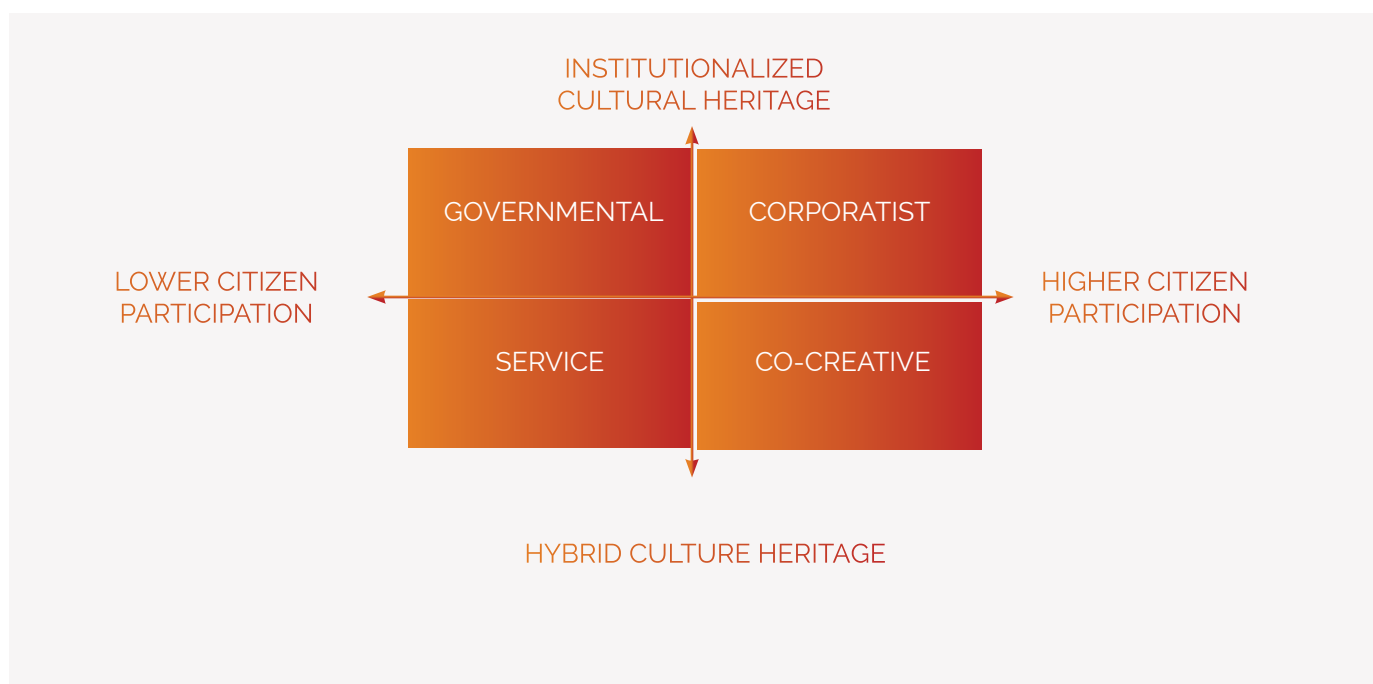 INSTITUTIONALIZED
CULTURAL HERITAGE
GOVERNMENTAL
CORPORATIST
LOWER CITIZEN
PARTICIPATION
HIGHER CITIZEN
PARTICIPATION
SERVICE
CO-CREATIVE
HYBRID CULTURE HERITAGE